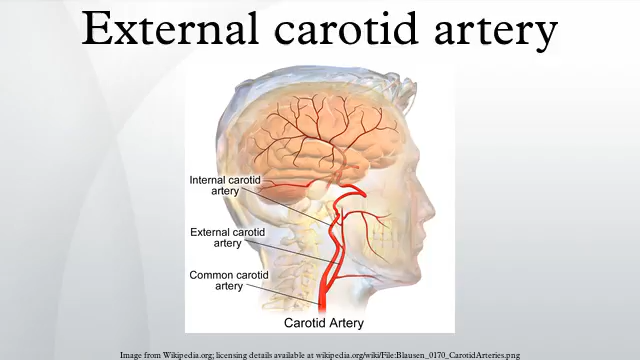 External carotid artery
Internal carotid
artery
External carotid
artery
Common carotid
artery
Carotid Artery
Image from Wikipedia.org; licensing details available at wikipedia.org/wiki/File:Blausen_0170_CarotidArteries.png